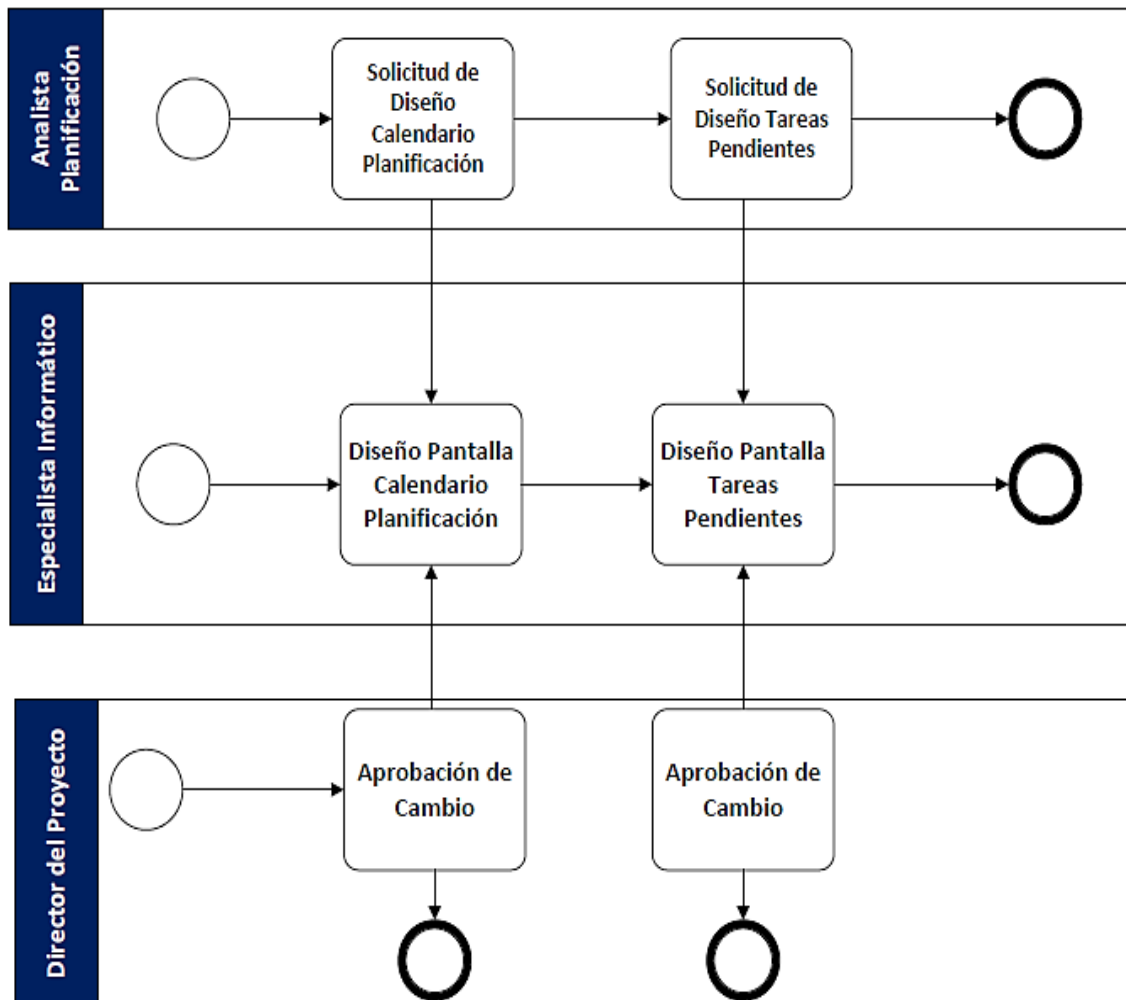 Analista
Planificación
Solicitud de
Diseño
Calendario
Planificación
Solicitud de
Diseño Tareas
Pendientes
Especialista Informático
Diseño Pantalla
Calendario
Planificación
Diseño Pantalla
Tareas
Pendientes
Director del Proyecto
Aprobación de
Cambio
Aprobación de
Cambio